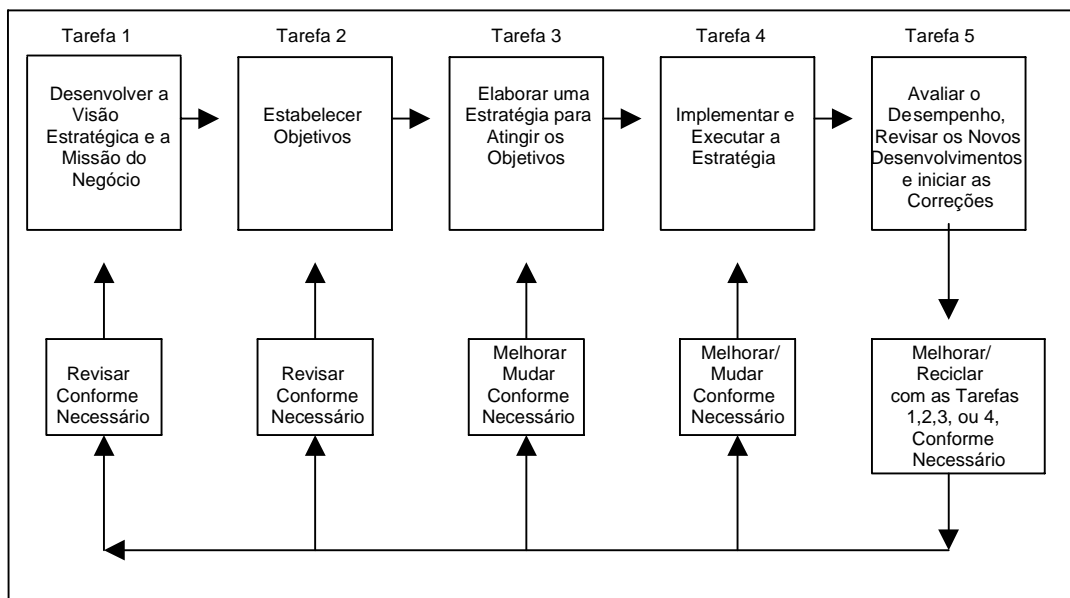 Tarefa 1
Tarefa 2
Tarefa 3
Tarefa 4
Tarefa 5
Desenvolver a
Visão
Estratégica e a
Missão do
Negócio
Estabelecer
Objetivos
Elaborar uma
Estratégia para
Atingir os
Objetivos
Implementar e
Executar a
Estratégia
Avaliar o
Desempenho,
Revisar os Novos
Desenvolvimentos
e iniciar as
Correções
Revisar
Conforme
Necessário
Revisar
Conforme
Necessário
Melhorar
Mudar
Conforme
Necessário
Melhorar/
Mudar
Conforme
Necessário
Melhorar/
Reciclar
com as Tarefas
1,2,3, ou 4,
Conforme
Necessário